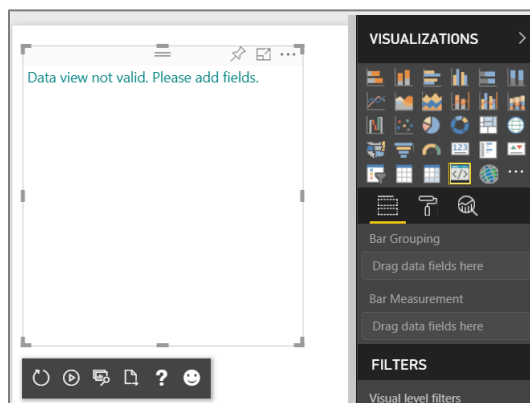 Data view not valid. Please add fields.
VISUALIZATIONS
123
Bar Grouping
Drag data fields here
Bar Measurement
Drag data fields here
FILTERS
Visual level filters